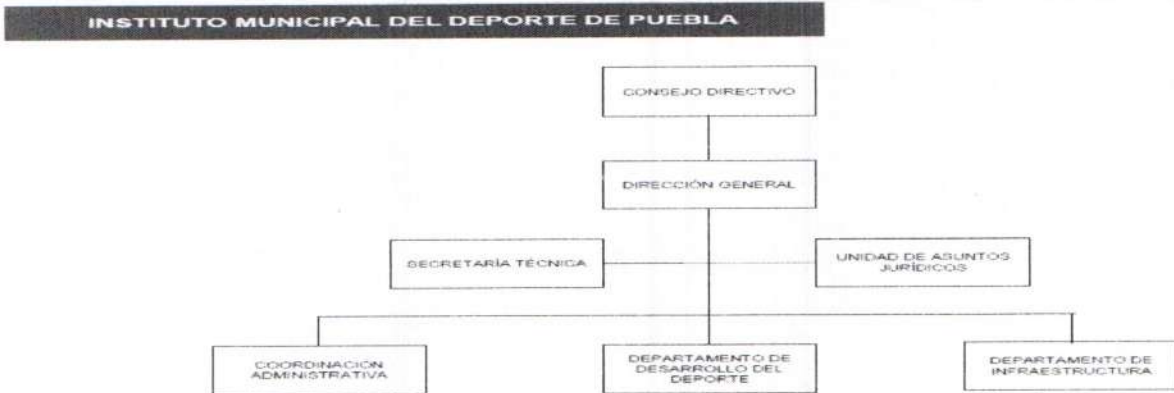 INSTITUTO MUNICIPAL DEL DEPORTE DE PUEBLA
CONSEJO DIRECTIVO
DIRECCIÓN GENERAL
SECRETARÍA TÉCNICA
UNIDAD DE ASUNTOS
JURÍDICOS
COORDINACIÓN
ADMINISTRATIVA
DEPARTAMENTO DE
DESARROLLO DEL
DEPORTE
DEPARTAMENTO DE
INFRAESTRUCTURA